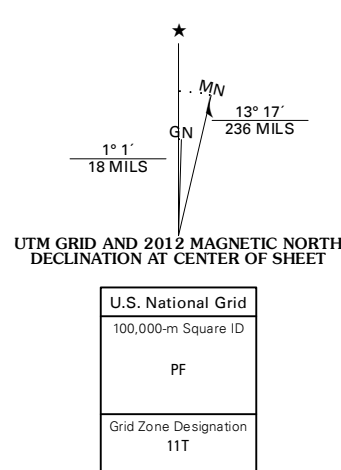 ★
MN
13° 17´
236 MILS
GN
1° 1´
18 MILS
UTM GRID AND 2012 MAGNETIC NORTH
DECLINATION AT CENTER OF SHEET
U.S. National Grid
100,000-m Square ID
PF
Grid Zone Designation
11T